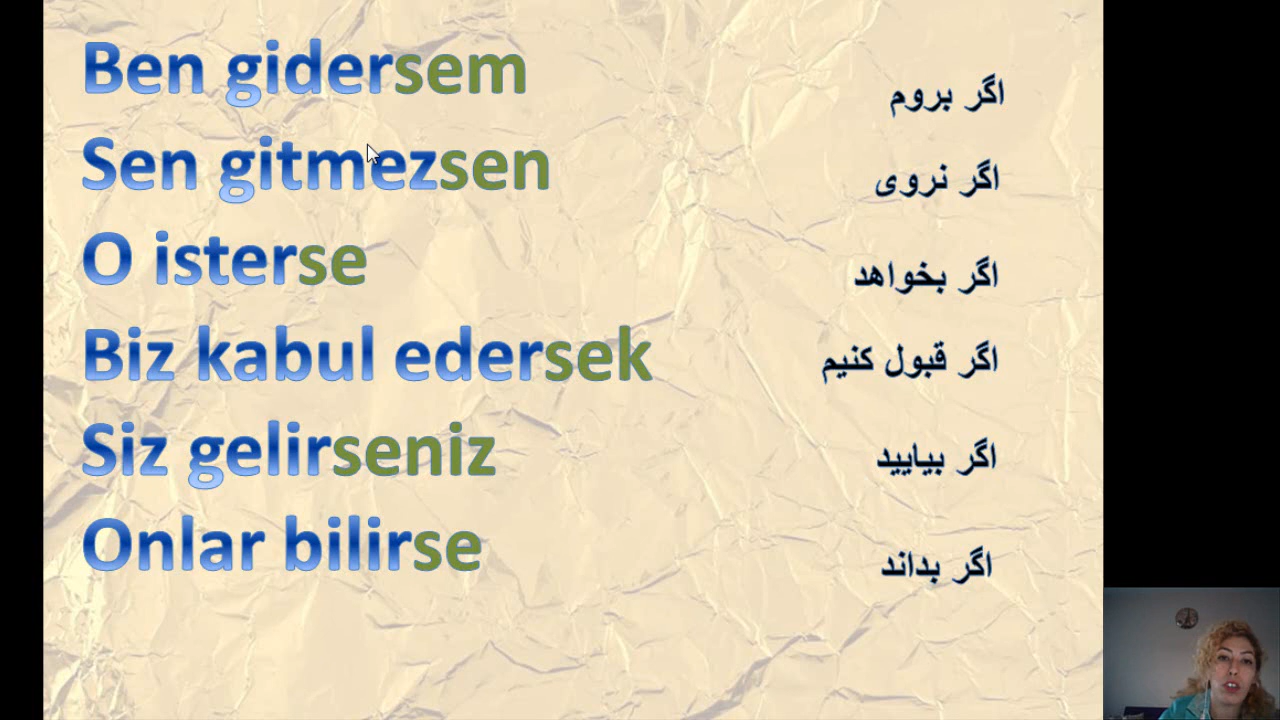 Ben gidersem
اگر بروم
Sen gitmezsen
اگر نروی
O isterse
اگر بخواهد
Biz kabul edersek
اگر قبول کنیم
Siz gelirseniz
اگر بیایید
Onlar bilirse
اگر بداند